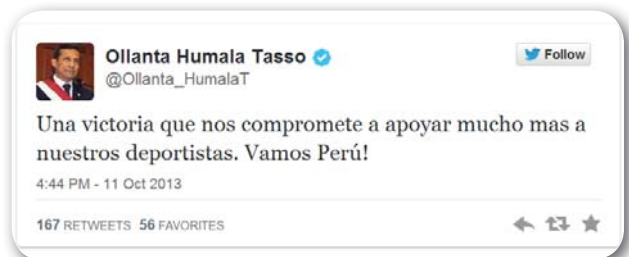 Ollanta Humala Tasso
Follow
@Ollanta_HumalaT
Una victoria que nos compromete a apoyar mucho mas a
nuestros deportistas. Vamos Perú!
4:44 PM - 11 Oct 2013
167 RETWEETS 56 FAVORITES